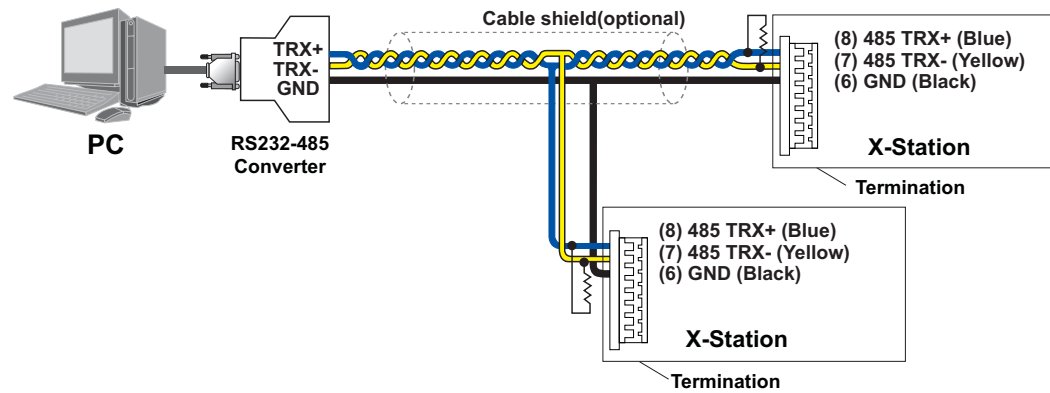 Cable shield(optional)
TRX+
TRX-
GND
PC
RS232-485
Converter
(8) 485 TRX+ (Blue)
(7) 485 TRX- (Yellow)
(6) GND (Black)
X-Station
Termination
(8) 485 TRX+ (Blue)
(7) 485 TRX- (Yellow)
(6) GND (Black)
X-Station
Termination